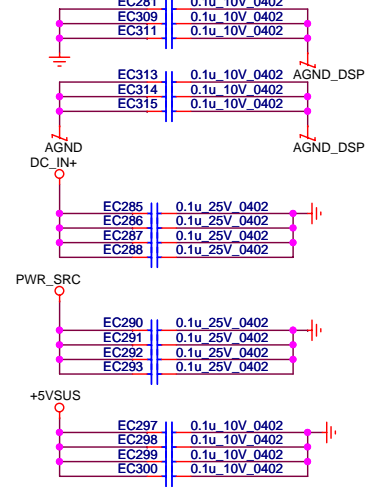 EC281 0.1u_10V_0402
EC309 0.1u_10V_0402
EC311 0.1u_10V_0402
AGND_DSP
EC313 0.1u_10V_0402
EC314 0.1u_10V_0402
EC315 0.1u_10V_0402
AGND AGND_DSP
DC_IN+
EC285 0.1u_25V_0402
EC286 0.1u_25V_0402
EC287 0.1u_25V_0402
EC288 0.1u_25V_0402
PWR_SRC
EC290 0.1u_25V_0402
EC291 0.1u_25V_0402
EC292 0.1u_25V_0402
EC293 0.1u_25V_0402
+5VSUS
EC297 0.1u_10V_0402
EC298 0.1u_10V_0402
EC299 0.1u_10V_0402
EC300 0.1u_10V_0402